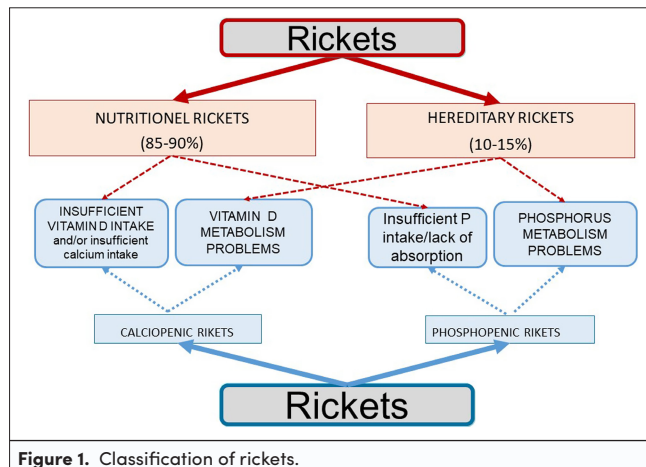 Rickets
NUTRITIONEL RICKETS
(85-90%)
HEREDITARY RICKETS
(10-15%)
INSUFFICIENT
VITAMIN D INTAKE
and/or insufficient
calcium intake
VITAMIN D
METABOLISM
PROBLEMS
Insufficient P
intake/lack of
absorption
PHOSPHORUS
METABOLISM
PROBLEMS
CALCIOPENIC RIKETS
PHOSPHOPENIC RIKETS
Rickets
Figure 1. Classification of rickets.